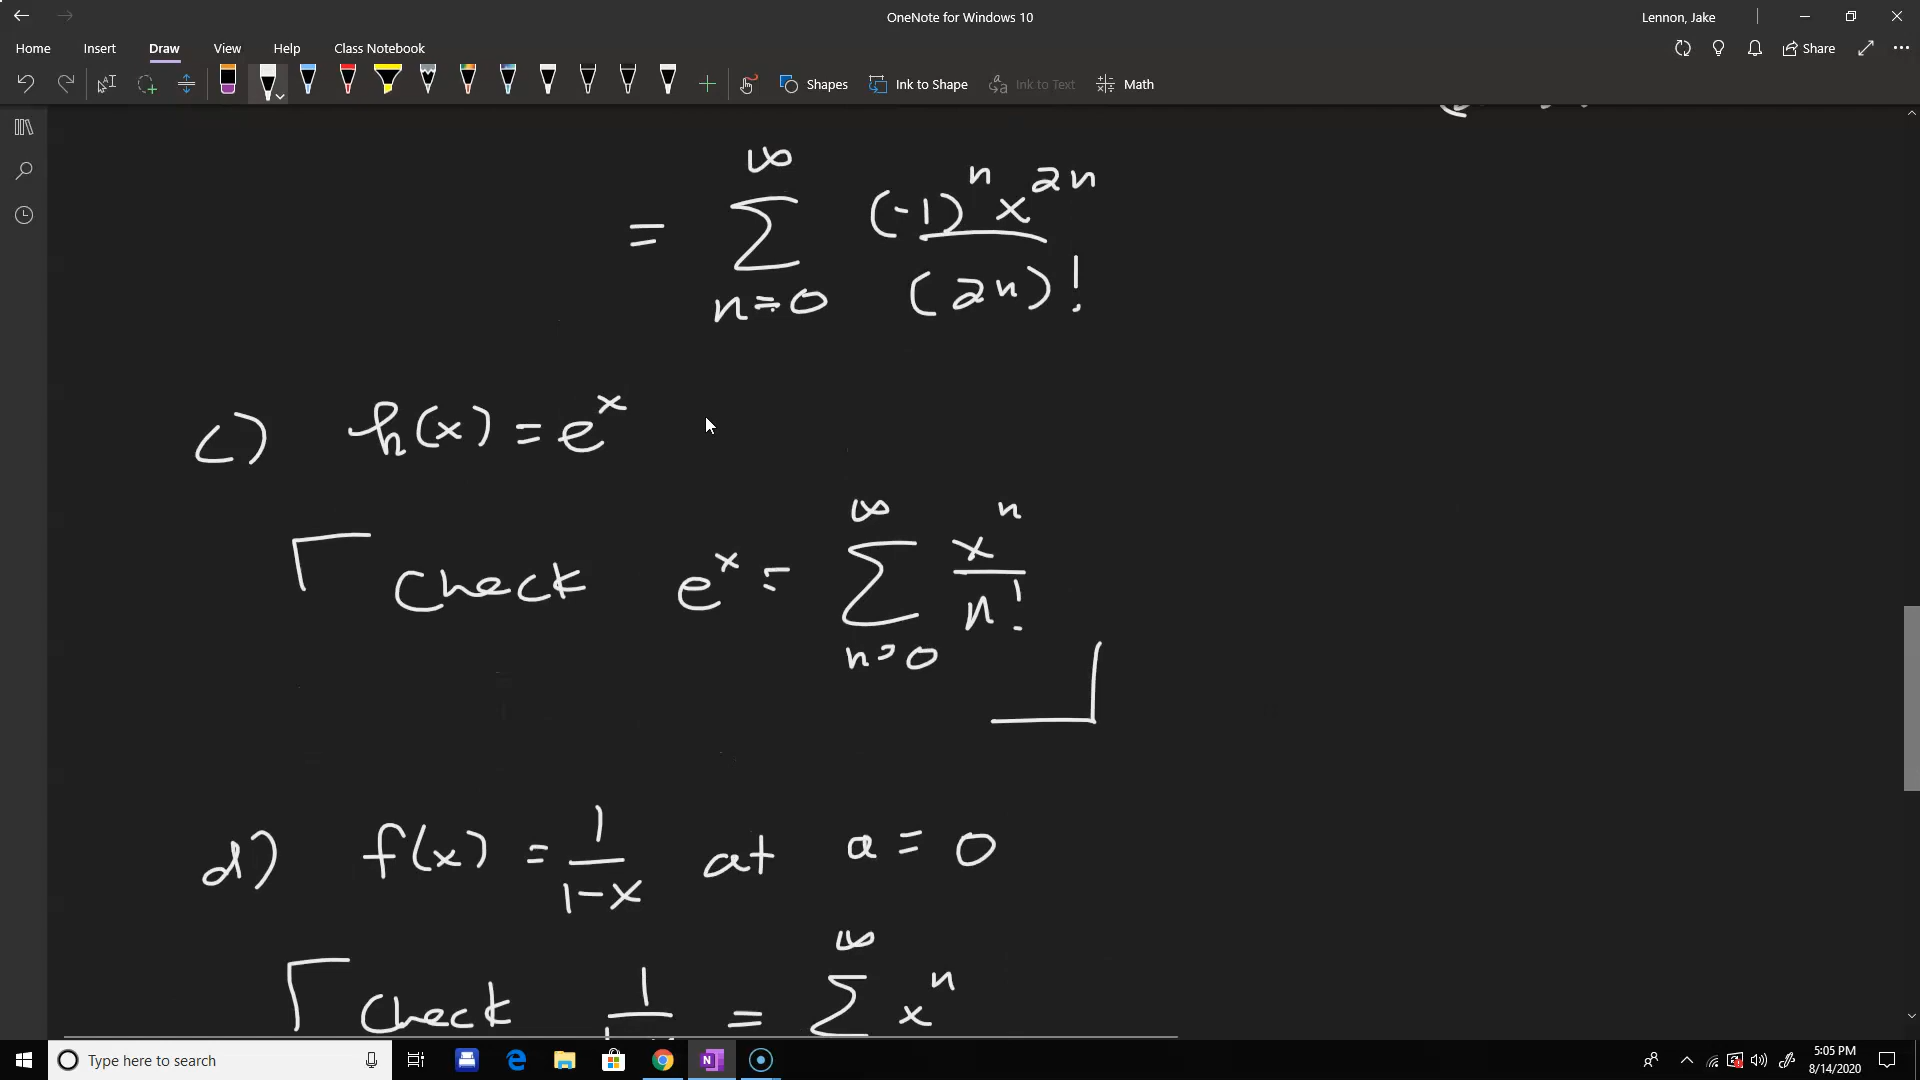 OneNote for Windows 10
Lennon, Jake
Home Insert Draw View Help Class Notebook
Share
Shapes Ink to Shape Ink to Text Math
= ∑_{n=0}^{∞} (-1)^n x^{2n} / (2n)!
c) h(x) = e^x
Check e^x = ∑_{n=0}^{∞} x^n / n!
d) f(x) = 1/(1-x) at a = 0
Check 1 = ∑^{∞} x^n
Type here to search
5:05 PM
8/14/2020